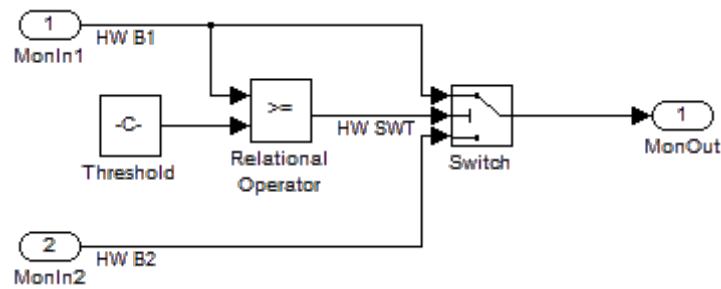 1
HW B1
MonIn1
-C-
Threshold
>=
Relational
Operator
HW SWT
Switch
1
MonOut
2
HW B2
MonIn2